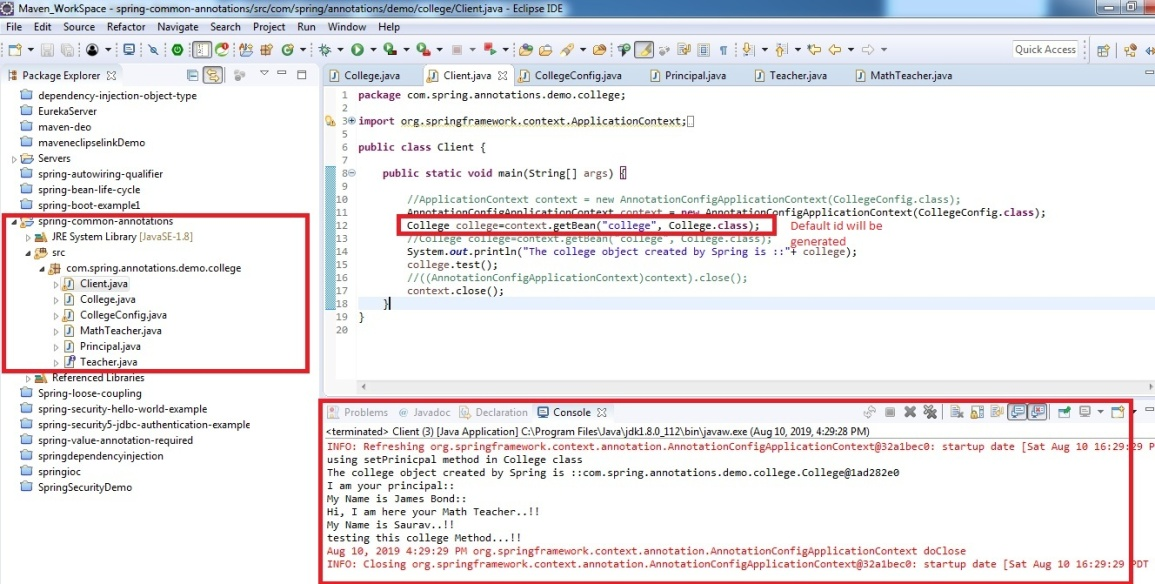 Maven_WorkSpace - spring-common-annotations/src/com/spring/annotations/demo/college/Client.java - Eclipse IDE
File Edit Source Refactor Navigate Search Project Run Window Help
Quick Access
Package Explorer
dependency-injection-object-type
EurekaServer
maven-deo
maveneclipselinkDemo
Servers
spring-autowiring-qualifier
spring-bean-life-cycle
spring-boot-example1
spring-common-annotations
JRE System Library [JavaSE-1.8]
src
com.spring.annotations.demo.college
Client.java
College.java
CollegeConfig.java
MathTeacher.java
Principal.java
Teacher.java
Referenced Libraries
Spring-loose-coupling
spring-security-hello-world-example
spring-security5-jdbc-authentication-example
spring-value-annotation-required
springdependencyinjection
springioc
SpringSecurityDemo
College.java Client.java CollegeConfig.java Principal.java Teacher.java MathTeacher.java
1 package com.spring.annotations.demo.college;
2
3 import org.springframework.context.ApplicationContext;
5
6 public class Client {
7
8 public static void main(String[] args) {
9
10 //ApplicationContext context = new AnnotationConfigApplicationContext(CollegeConfig.class);
11 AnnotationConfigApplicationContext context = new AnnotationConfigApplicationContext(CollegeConfig.class);
12 College college=context.getBean("college", College.class);
13 //College college=context.getBean("college", College.class);
14 System.out.println("The college object created by Spring is ::"+ college);
15 college.test();
16 //((AnnotationConfigApplicationContext)context).close();
17 context.close();
18 }
19 }
20
Default id will be
generated
Problems @ Javadoc Declaration Console
<terminated> Client (3) [Java Application] C:\Program Files\Java\jdk1.8.0_112\bin\javaw.exe (Aug 10, 2019, 4:29:28 PM)
INFO: Refreshing org.springframework.context.annotation.AnnotationConfigApplicationContext@32a1bec0: startup date [Sat Aug 10 16:29:29 P
using setPrinicpal method in College class
The college object created by Spring is ::com.spring.annotations.demo.college.College@1ad282e0
I am your principal::
My Name is James Bond::
Hi, I am here your Math Teacher..!!
My Name is Saurav..!!
testing this college Method...!!
Aug 10, 2019 4:29:29 PM org.springframework.context.annotation.AnnotationConfigApplicationContext doClose
INFO: Closing org.springframework.context.annotation.AnnotationConfigApplicationContext@32a1bec0: startup date [Sat Aug 10 16:29:29 PDT